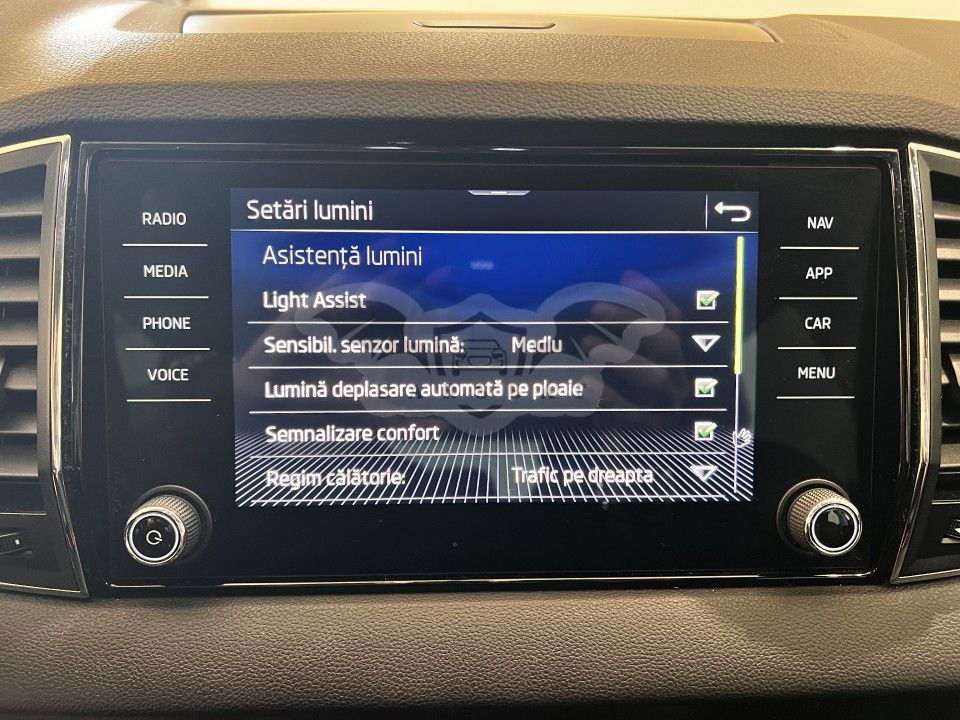 Setări lumini
Asistență lumini
Light Assist
Sensibil. senzor lumină: Mediu
Lumină deplasare automată pe ploaie
Semnalizare confort
Regim călătorie: Trafic pe dreapta
RADIO
MEDIA
PHONE
VOICE
NAV
APP
CAR
MENU